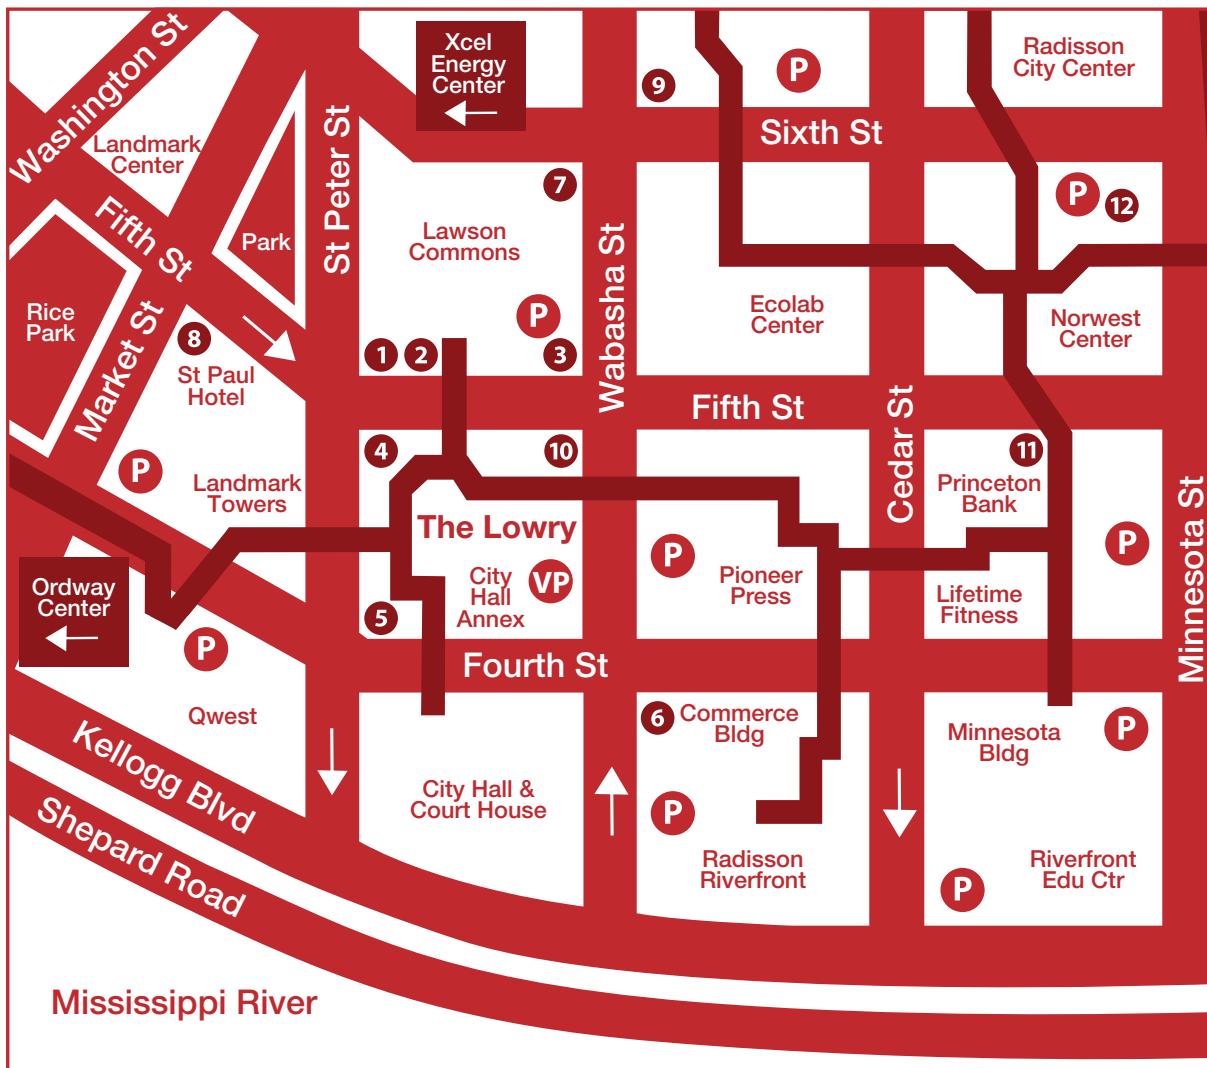 Washington St
Landmark
Center
Fifth St
Market St
Rice
Park
Park
St Peter St
Xcel
Energy
Center
9
P
Radisson
City Center
Sixth St
7
Lawson
Commons
P
1
2
3
Wabasha St
P
12
Ecolab
Center
Norwest
Center
8
St Paul
Hotel
P
Landmark
Towers
Fifth St
Cedar St
4
10
The Lowry
City
Hall
Annex
VP
5
P
Pioneer
Press
11
Princeton
Bank
P
Lifetime
Fitness
Minnesota St
Ordway
Center
P
Qwest
Fourth St
6
Commerce
Bldg
Minnesota
Bldg
P
City Hall &
Court House
P
Radisson
Riverfront
P
Riverfront
Edu Ctr
Kellogg Blvd
Shepard Road
Mississippi River